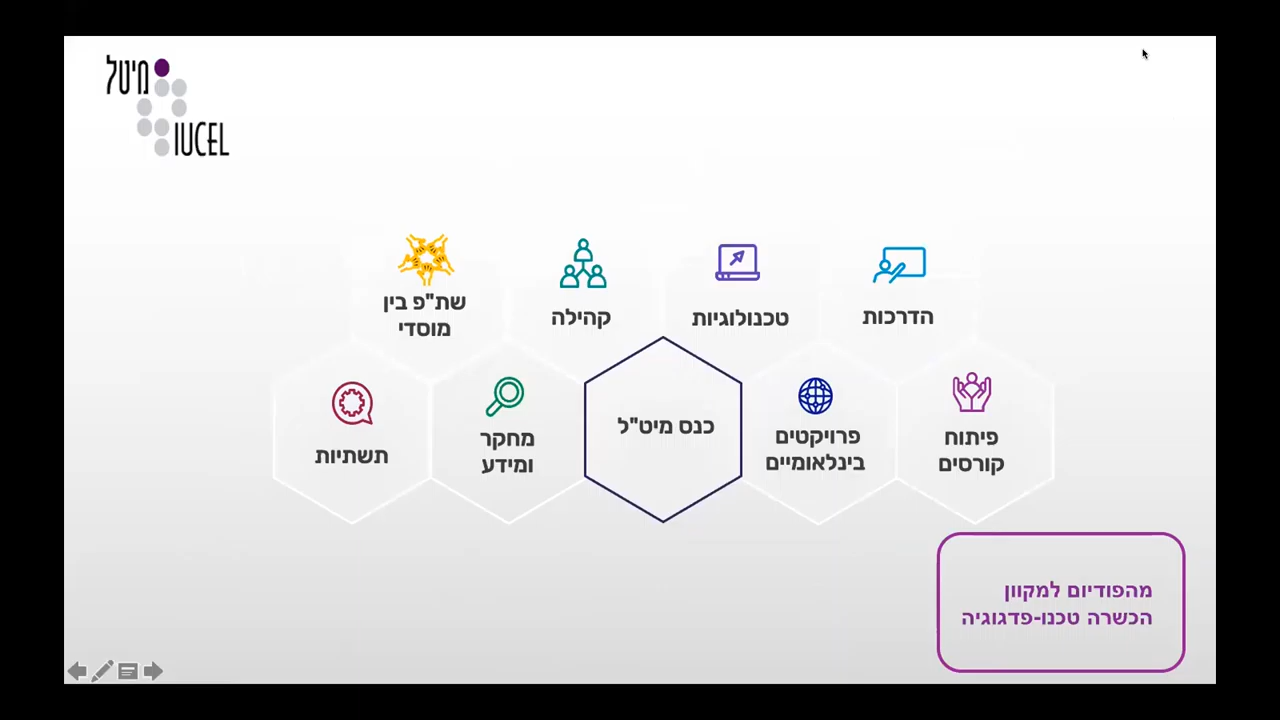 מיטל
IUCEL
הדרכות
טכנולוגיות
קהילה
שת"פ בין
מוסדי
פיתוח
קורסים
פרויקטים
בינלאומיים
כנס מיט"ל
מחקר
ומידע
תשתיות
מהפודיום למקוון
הכשרה טכנו-פדגוגיה